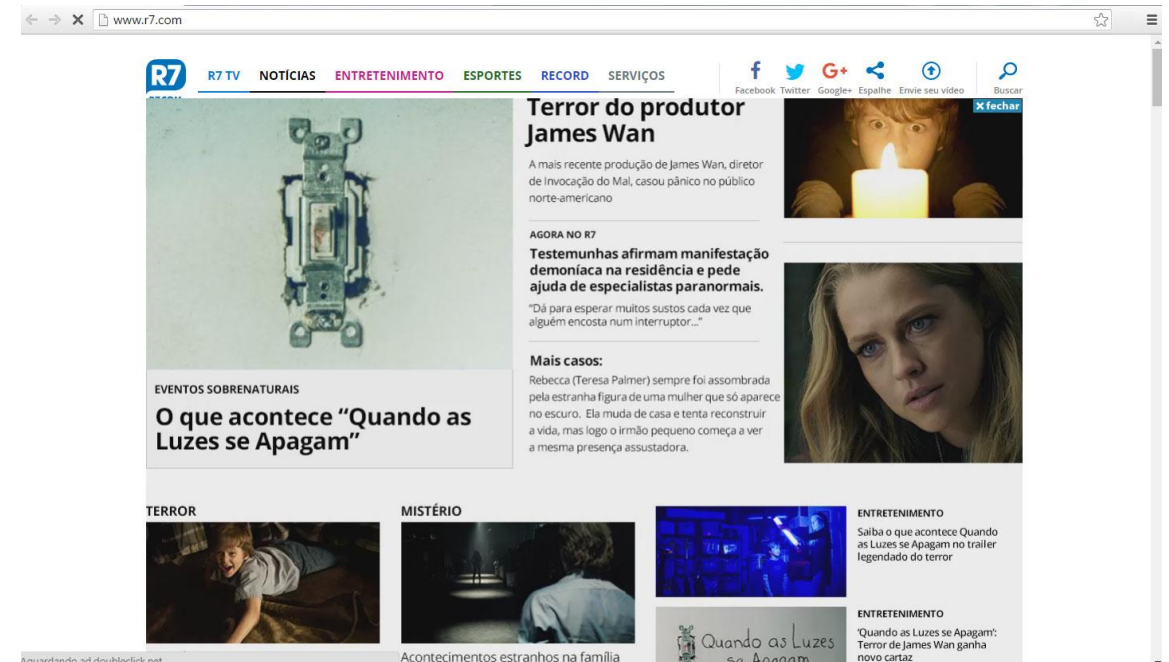 www.r7.com
R7
R7 TV NOTÍCIAS ENTRETENIMENTO ESPORTES RECORD SERVIÇOS
Facebook Twitter Google+ Espalhe Envie seu vídeo Buscar
Terror do produtor
James Wan
A mais recente produção de James Wan, diretor
de Invocação do Mal, casou pânico no público
norte-americano
X fechar
AGORA NO R7
Testemunhas afirmam manifestação
demoníaca na residência e pede
ajuda de especialistas paranormais.
"Dá para esperar muitos sustos cada vez que
alguém encosta num interruptor..."
Mais casos:
Rebecca (Teresa Palmer) sempre foi assombrada
pela estranha figura de uma mulher que só aparece
no escuro. Ela muda de casa e tenta reconstruir
a vida, mas logo o irmão pequeno começa a ver
a mesma presença assustadora.
EVENTOS SOBRENATURAIS
O que acontece “Quando as
Luzes se Apagam”
TERROR
MISTÉRIO
Acontecimentos estranhos na família
ENTRETENIMENTO
Saiba o que acontece Quando
as Luzes se Apagam no trailer
legendado do terror
Quando as Luzes
se Apagam
ENTRETENIMENTO
'Quando as Luzes se Apagam':
Terror de James Wan ganha
novo cartaz
Aguardando ad.doubleclick.net